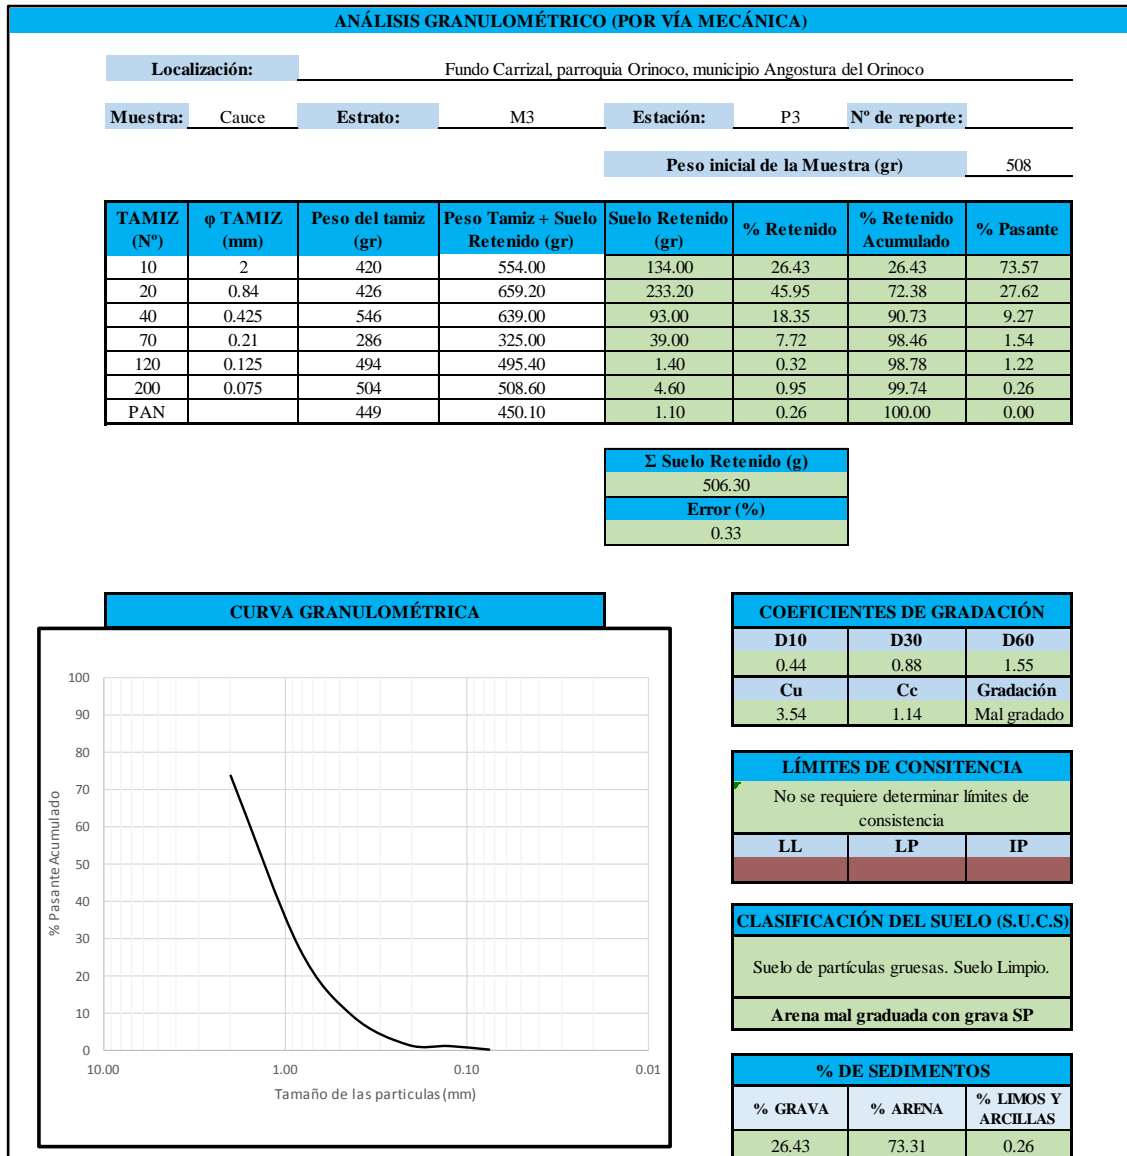 ANÁLISIS GRANULOMÉTRICO (POR VÍA MECÁNICA)
Localización: Fundo Carrizal, parroquia Orinoco, municipio Angostura del Orinoco
Muestra: Cauce Estrato: M3 Estación: P3 Nº de reporte:
Peso inicial de la Muestra (gr) 508
TAMIZ (Nº) φ TAMIZ (mm) Peso del tamiz (gr) Peso Tamiz + Suelo Retenido (gr) Suelo Retenido (gr) % Retenido % Retenido Acumulado % Pasante
10 2 420 554.00 134.00 26.43 26.43 73.57
20 0.84 426 659.20 233.20 45.95 72.38 27.62
40 0.425 546 639.00 93.00 18.35 90.73 9.27
70 0.21 286 325.00 39.00 7.72 98.46 1.54
120 0.125 494 495.40 1.40 0.32 98.78 1.22
200 0.075 504 508.60 4.60 0.95 99.74 0.26
PAN 449 450.10 1.10 0.26 100.00 0.00
Σ Suelo Retenido (g)
506.30
Error (%)
0.33
CURVA GRANULOMÉTRICA
% Pasante Acumulado
100
90
80
70
60
50
40
30
20
10
0
10.00 1.00 0.10 0.01
Tamaño de las particulas (mm)
COEFICIENTES DE GRADACIÓN
D10 D30 D60
0.44 0.88 1.55
Cu Cc Gradación
3.54 1.14 Mal gradado
LÍMITES DE CONSITENCIA
No se requiere determinar límites de
consistencia
LL LP IP
CLASIFICACIÓN DEL SUELO (S.U.C.S)
Suelo de partículas gruesas. Suelo Limpio.
Arena mal graduada con grava SP
% DE SEDIMENTOS
% GRAVA % ARENA % LIMOS Y ARCILLAS
26.43 73.31 0.26